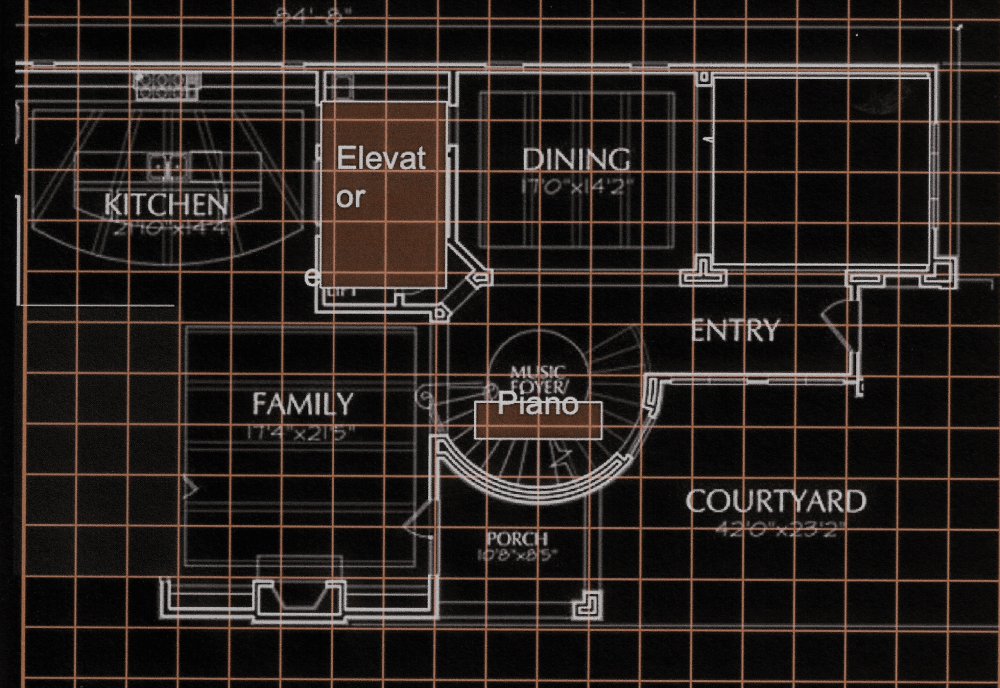 84'-8"
Elevat
or
DINING
17'0"x14'2"
KITCHEN
21'10"x14'4
e
ENTRY
MUSIC
FOYER/
Piano
FAMILY
17'4"x21'5"
COURTYARD
42'0"x23'2"
PORCH
10'8"x8'5"